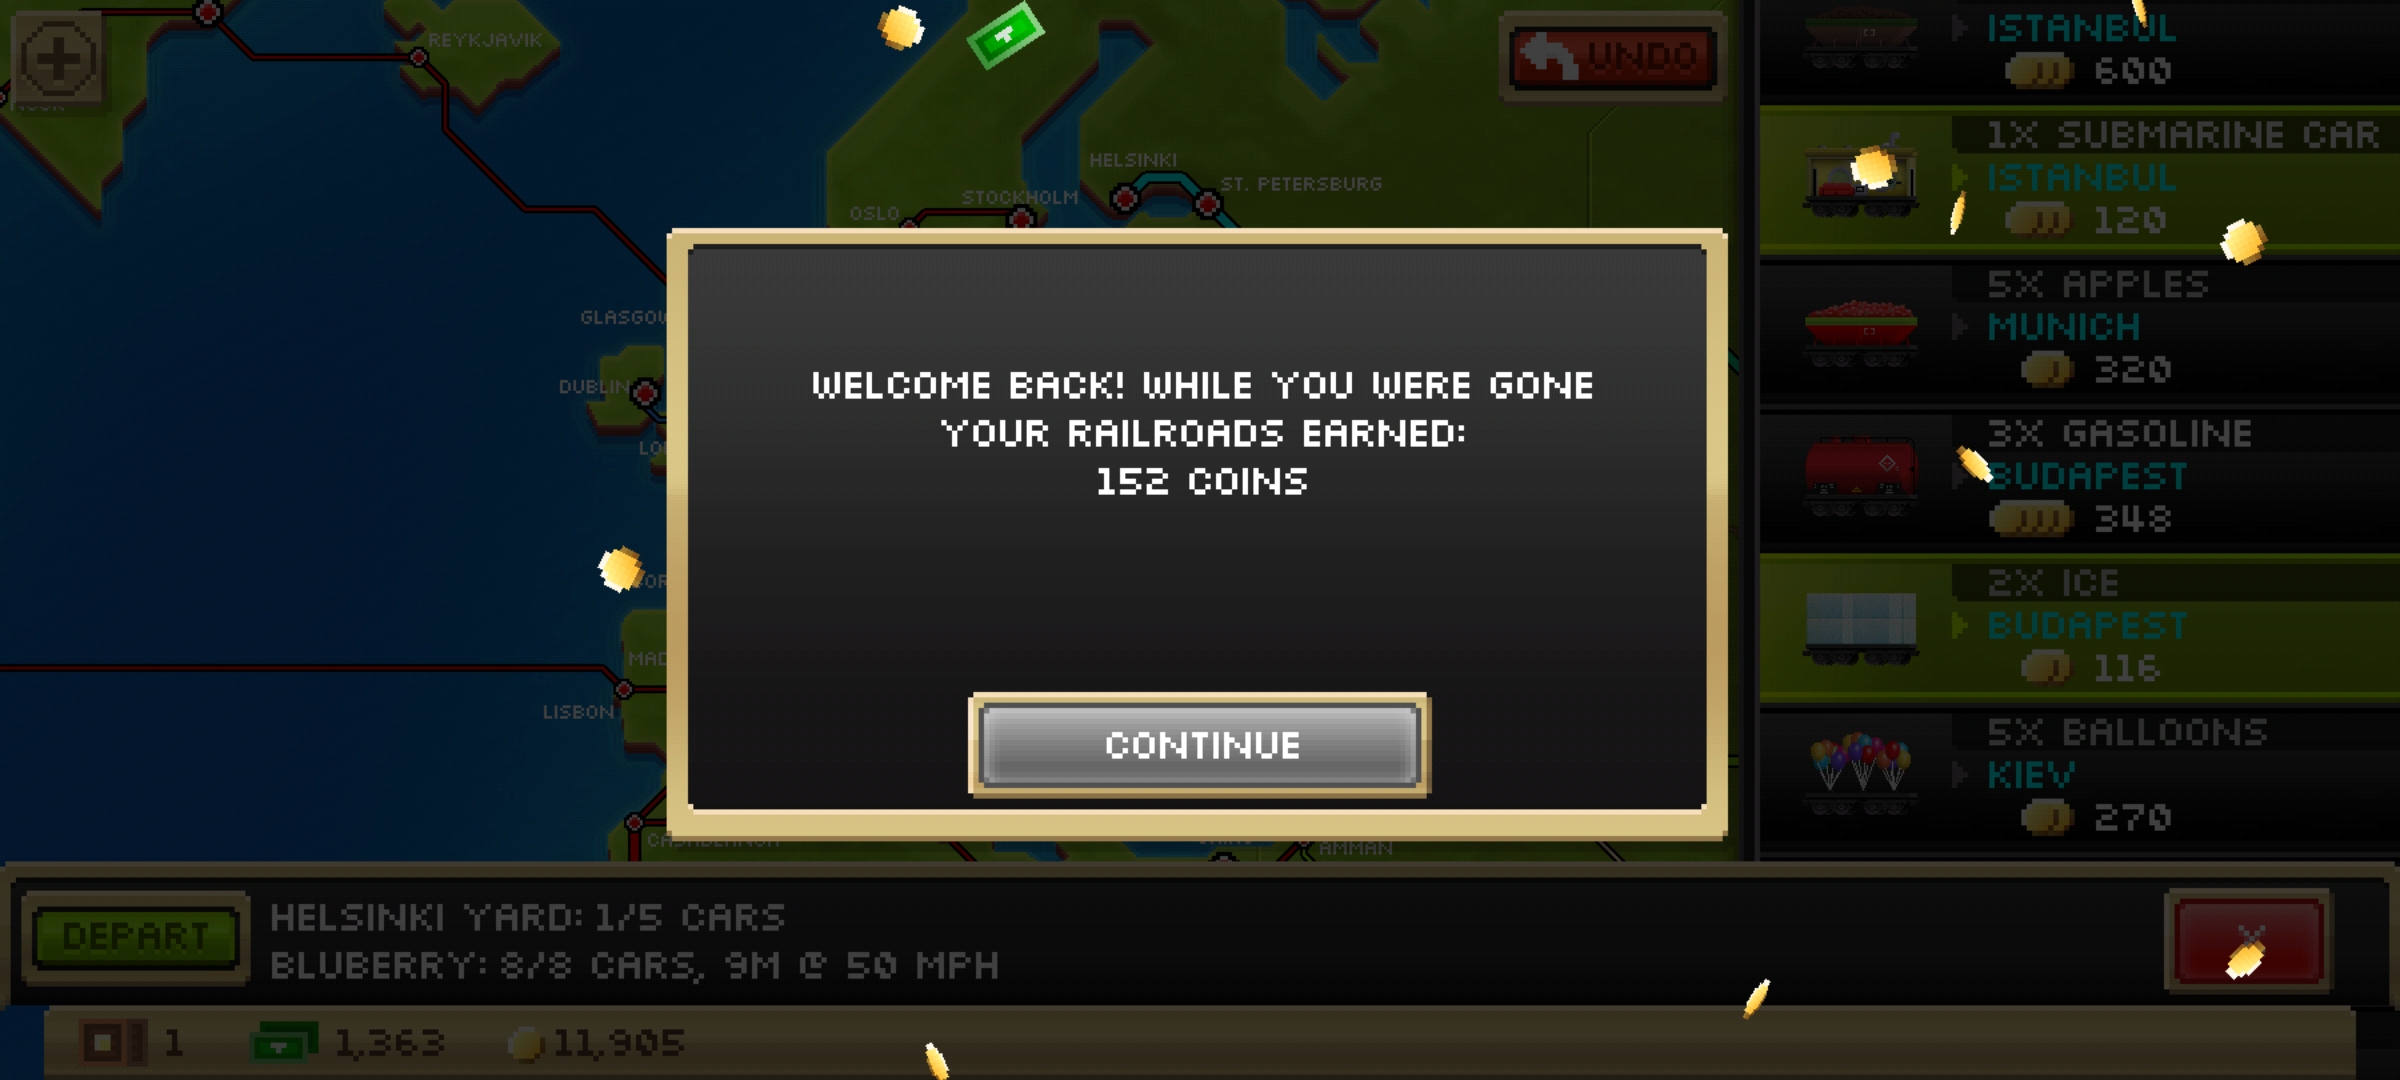 REYKJAVIK
UNDO
HELSINKI
ST. PETERSBURG
STOCKHOLM
OSLO
GLASGOW
DUBLIN
LISBON
AMMAN
ISTANBUL
600
1X SUBMARINE CAR
ISTANBUL
120
5X APPLES
MUNICH
320
3X GASOLINE
BUDAPEST
348
2X ICE
BUDAPEST
116
5X BALLOONS
KIEV
270
WELCOME BACK! WHILE YOU WERE GONE
YOUR RAILROADS EARNED:
152 COINS
CONTINUE
DEPART
HELSINKI YARD: 1/5 CARS
BLUBERRY: 8/8 CARS, 9M @ 50 MPH
X
1
1,363
11,905